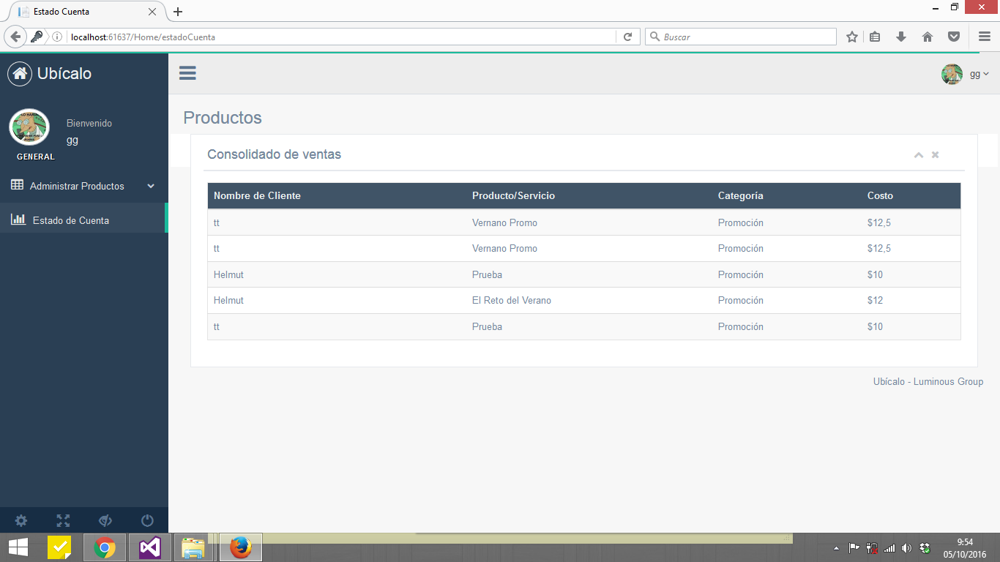 Estado Cuenta
localhost:61637/Home/estadoCuenta
Buscar
Ubícalo
gg
Bienvenido
gg
GENERAL
Administrar Productos
Estado de Cuenta
Productos
Consolidado de ventas
Nombre de Cliente Producto/Servicio Categoría Costo
tt Vernano Promo Promoción $12,5
tt Vernano Promo Promoción $12,5
Helmut Prueba Promoción $10
Helmut El Reto del Verano Promoción $12
tt Prueba Promoción $10
Ubícalo - Luminous Group
9:54
05/10/2016